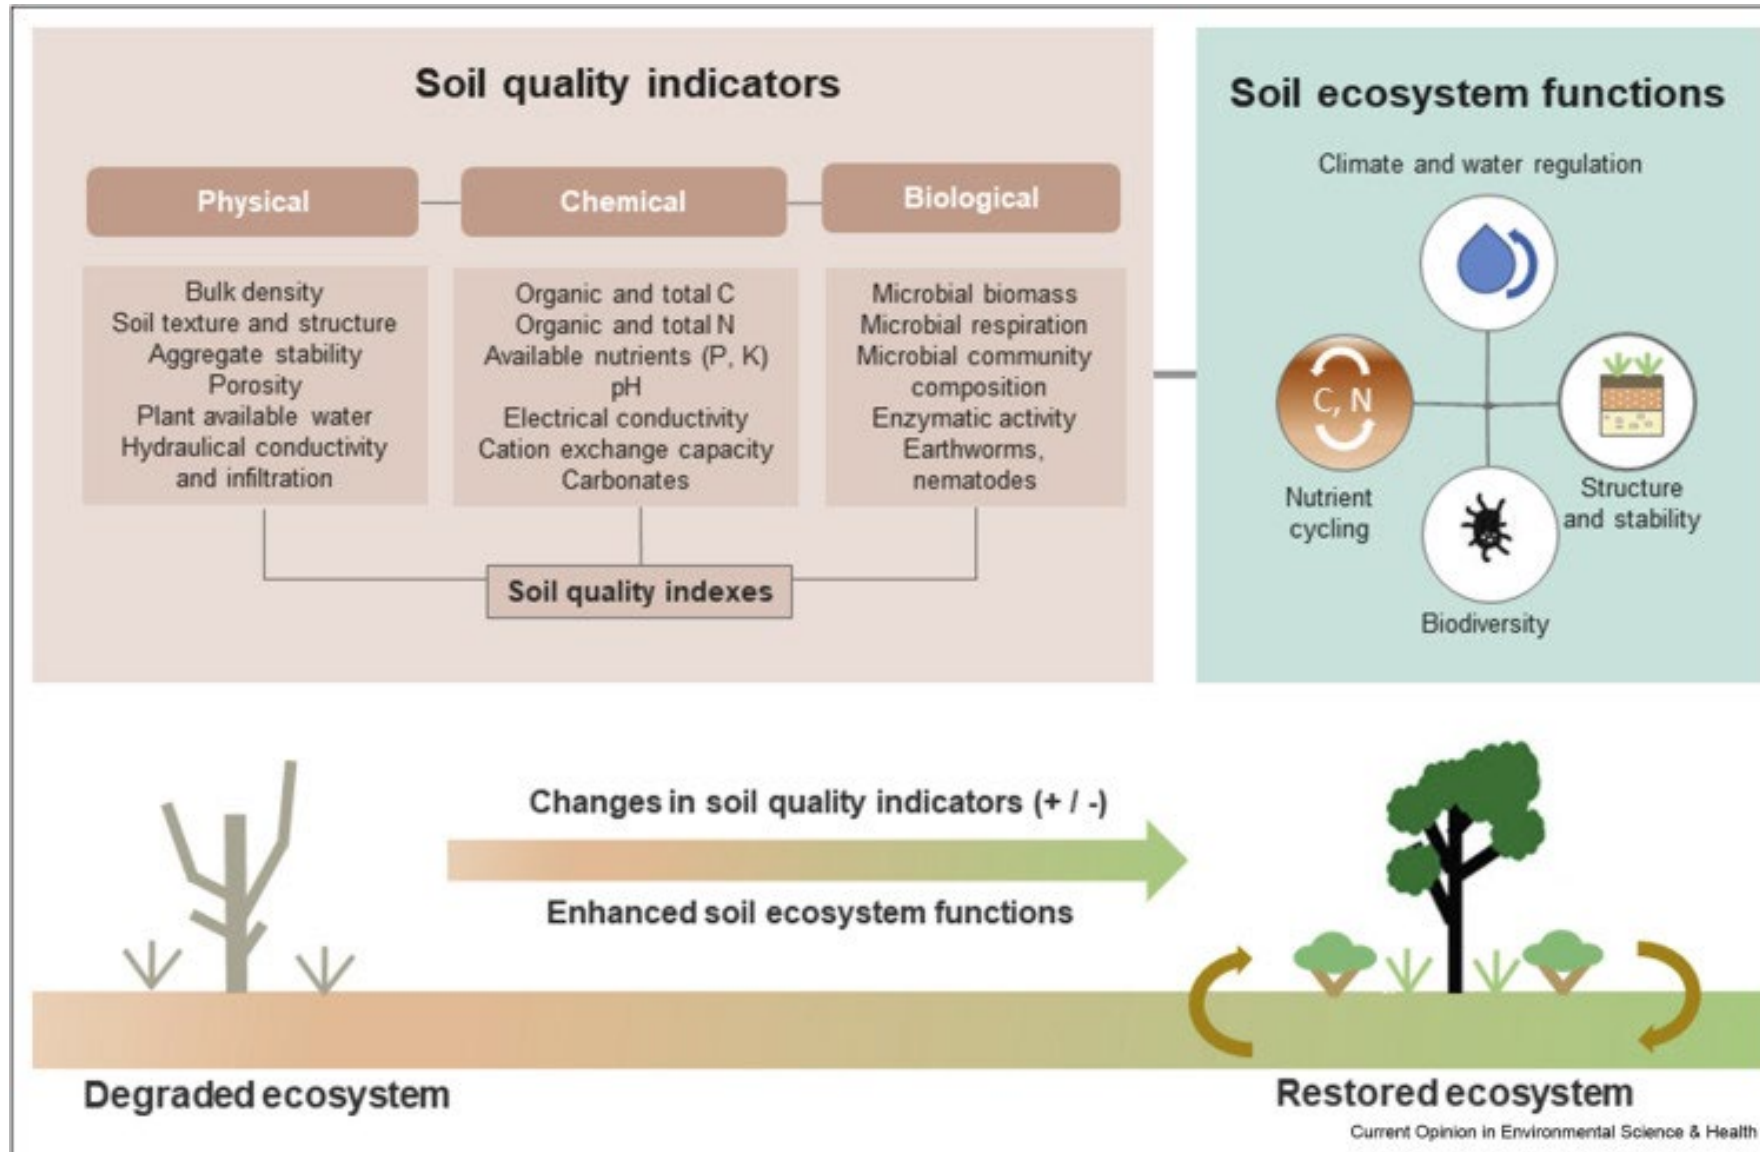 Soil quality indicators
Physical
Chemical
Biological
Bulk density
Soil texture and structure
Aggregate stability
Porosity
Plant available water
Hydraulical conductivity
and infiltration
Organic and total C
Organic and total N
Available nutrients (P, K)
pH
Electrical conductivity
Cation exchange capacity
Carbonates
Microbial biomass
Microbial respiration
Microbial community
composition
Enzymatic activity
Earthworms,
nematodes
Soil quality indexes
Soil ecosystem functions
Climate and water regulation
C, N
Nutrient
cycling
Structure
and stability
Biodiversity
Changes in soil quality indicators (+ / -)
Enhanced soil ecosystem functions
Degraded ecosystem
Restored ecosystem
Current Opinion in Environmental Science & Health